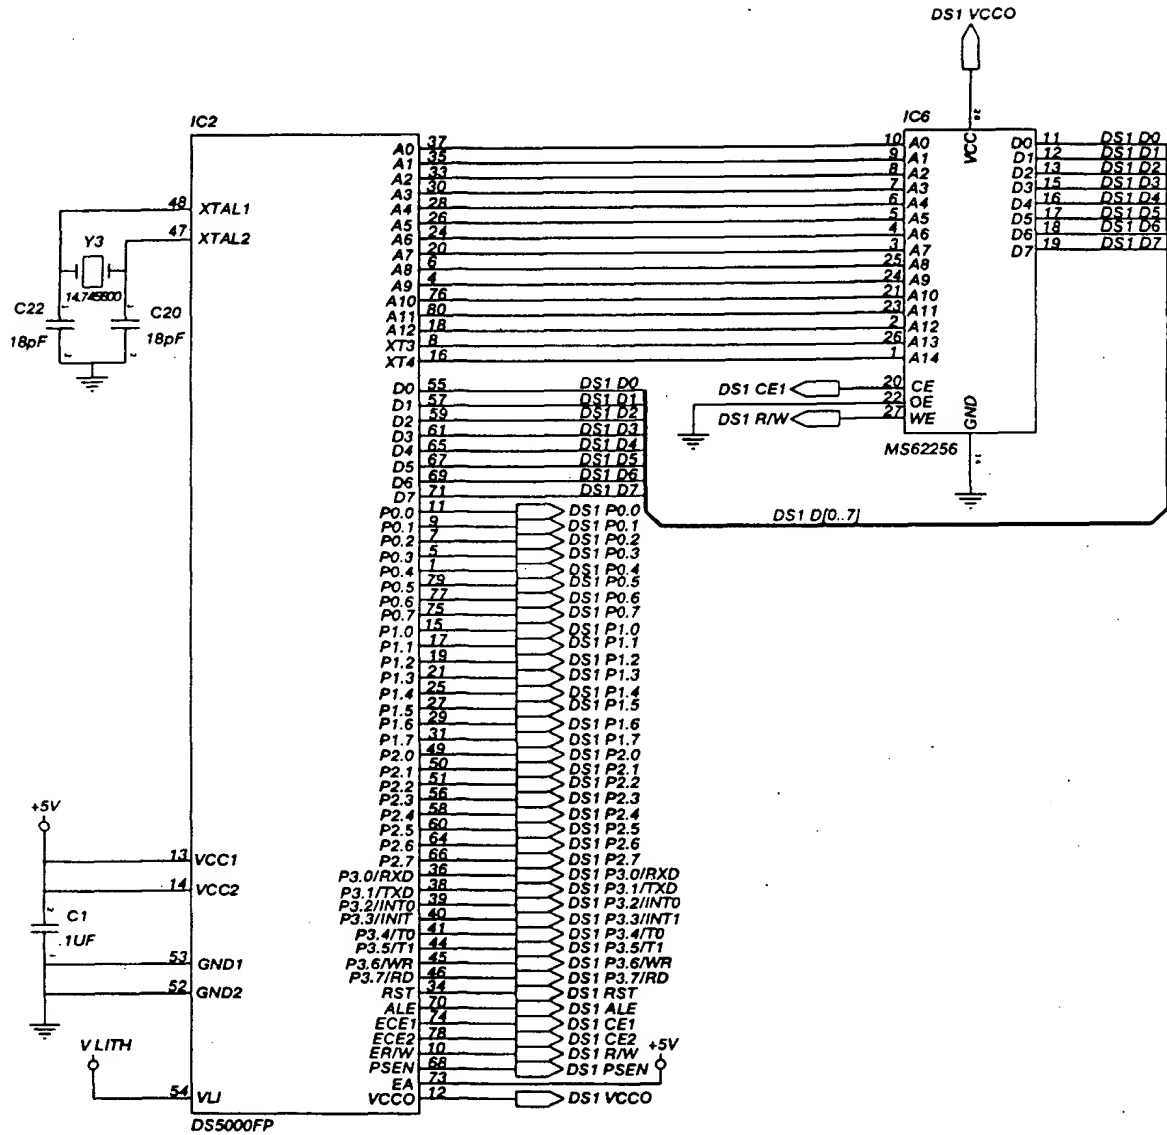 DS1 VCCO
IC2
IC6
XTAL1 48
XTAL2 47
Y3
14.745600
C22
18pF
C20
18pF
+5V
13 VCC1
14 VCC2
C1
.1UF
53 GND1
52 GND2
V LITH
54 VLI
DS5000FP
A0 37
A1 35
A2 33
A3 30
A4 28
A5 26
A6 24
A7 20
A8 6
A9 4
A10 76
A11 80
A12 18
XT3 8
XT4 16
D0 55 DS1 D0
D1 57 DS1 D1
D2 59 DS1 D2
D3 61 DS1 D3
D4 65 DS1 D4
D5 67 DS1 D5
D6 69 DS1 D6
D7 71 DS1 D7
P0.0 11 DS1 P0.0
P0.1 9 DS1 P0.1
P0.2 7 DS1 P0.2
P0.3 5 DS1 P0.3
P0.4 1 DS1 P0.4
P0.5 79 DS1 P0.5
P0.6 77 DS1 P0.6
P0.7 75 DS1 P0.7
P1.0 15 DS1 P1.0
P1.1 17 DS1 P1.1
P1.2 19 DS1 P1.2
P1.3 21 DS1 P1.3
P1.4 25 DS1 P1.4
P1.5 27 DS1 P1.5
P1.6 29 DS1 P1.6
P1.7 31 DS1 P1.7
P2.0 49 DS1 P2.0
P2.1 50 DS1 P2.1
P2.2 51 DS1 P2.2
P2.3 56 DS1 P2.3
P2.4 58 DS1 P2.4
P2.5 60 DS1 P2.5
P2.6 64 DS1 P2.6
P2.7 66 DS1 P2.7
P3.0/RXD 36 DS1 P3.0/RXD
P3.1/TXD 38 DS1 P3.1/TXD
P3.2/INT0 39 DS1 P3.2/INT0
P3.3/INIT 40 DS1 P3.3/INT1
P3.4/T0 41 DS1 P3.4/T0
P3.5/T1 44 DS1 P3.5/T1
P3.6/WR 45 DS1 P3.6/WR
P3.7/RD 46 DS1 P3.7/RD
RST 34 DS1 RST
ALE 70 DS1 ALE
ECE1 74 DS1 CE1
ECE2 78 DS1 CE2
ER/W 10 DS1 R/W
PSEN 68 DS1 PSEN
EA 73 +5V
VCCO 12 DS1 VCCO
10 A0
9 A1
8 A2
7 A3
6 A4
5 A5
4 A6
3 A7
25 A8
24 A9
21 A10
23 A11
2 A12
26 A13
1 A14
DS1 CE1 20 CE
22 OE
DS1 R/W 27 WE
VCC
GND
D0 11 DS1 D0
D1 12 DS1 D1
D2 13 DS1 D2
D3 15 DS1 D3
D4 16 DS1 D4
D5 17 DS1 D5
D6 18 DS1 D6
D7 19 DS1 D7
MS62256
DS1 D[0..7]